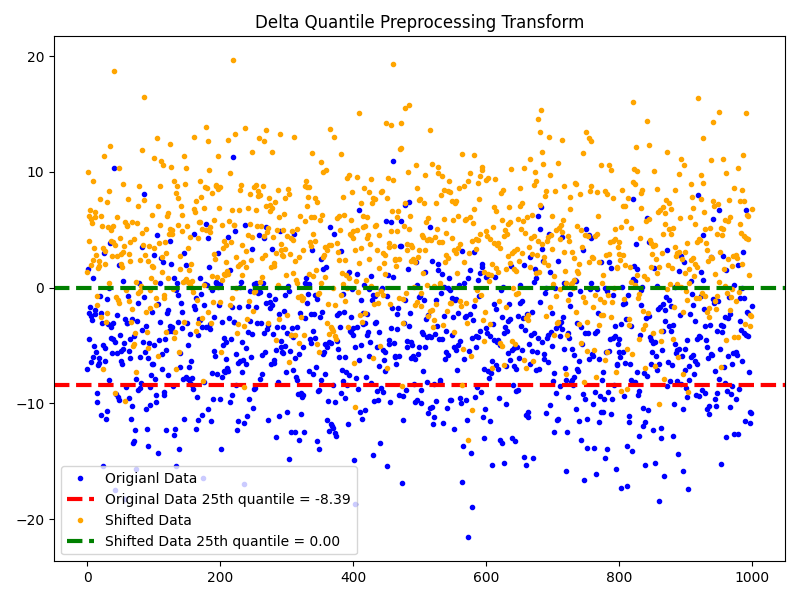 Delta Quantile Preprocessing Transform
20
10
0
−10
−20
Origianl Data
Original Data 25th quantile = -8.39
Shifted Data
Shifted Data 25th quantile = 0.00
0 200 400 600 800 1000